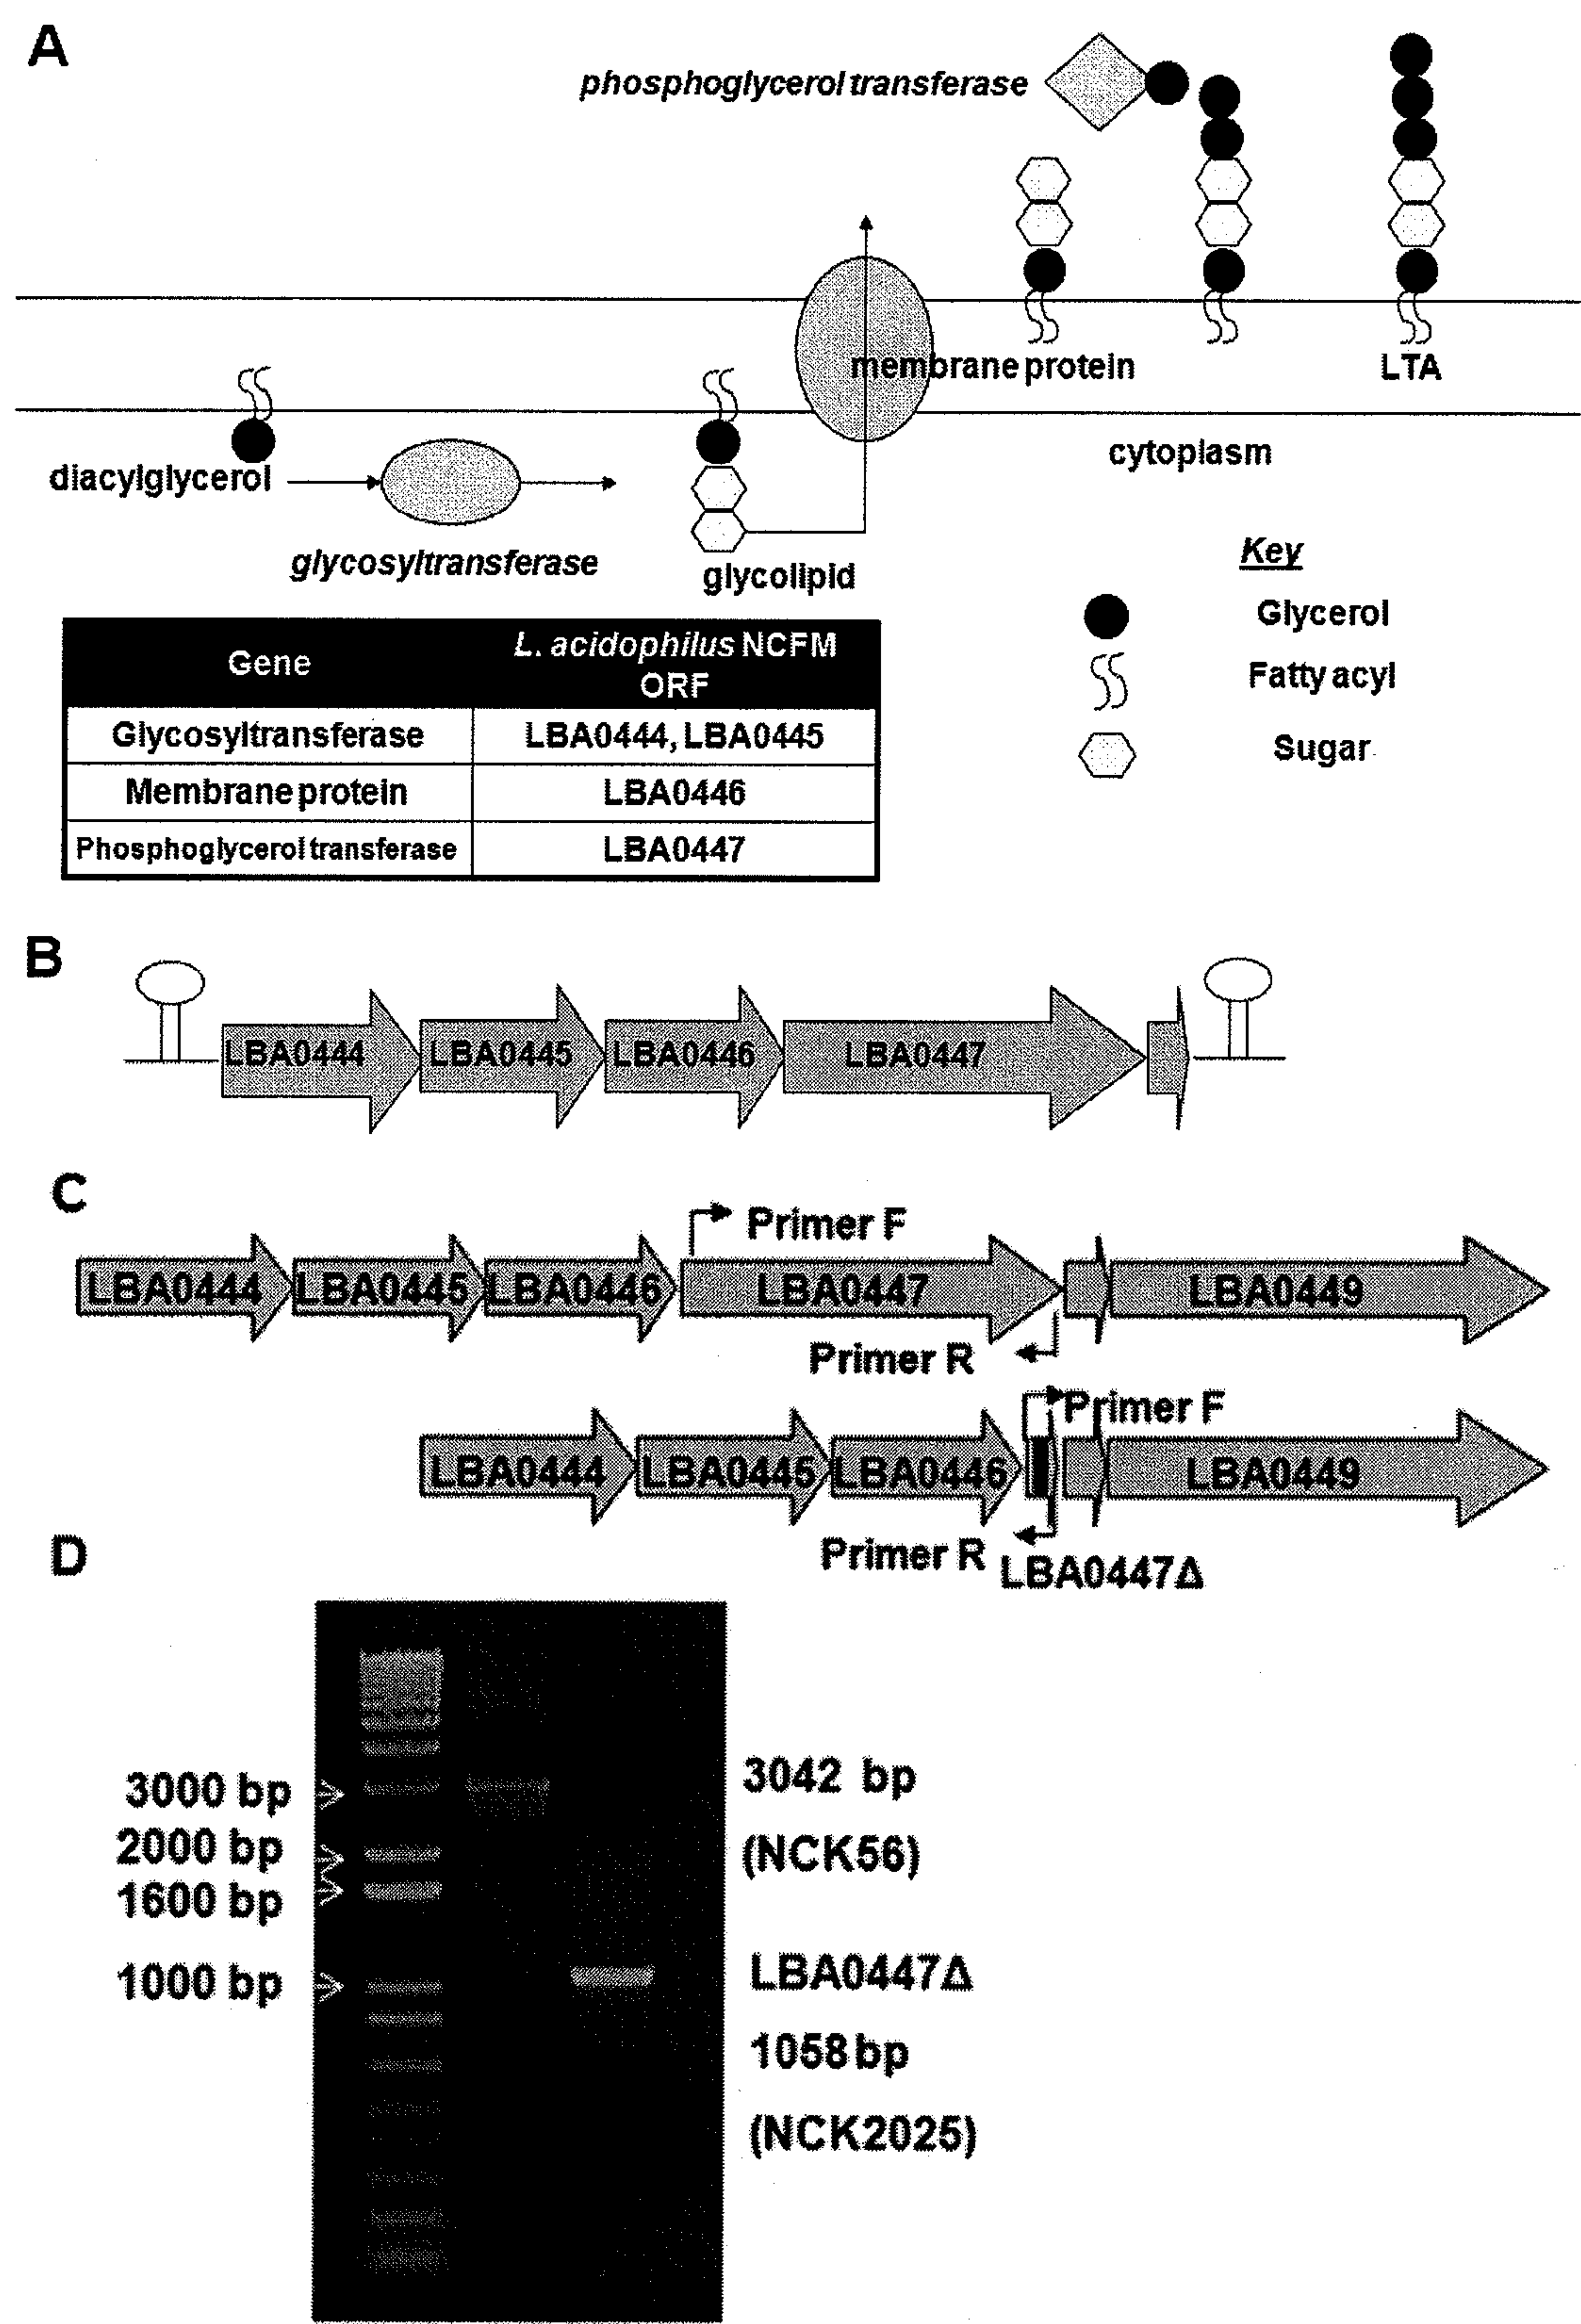 A
phosphoglycerol transferase
membrane protein
LTA
diacylglycerol
cytoplasm
glycosyltransferase
glycolipid
Key
Glycerol
Fatty acyl
Sugar
Gene
L. acidophilus NCFM
ORF
Glycosyltransferase
LBA0444, LBA0445
Membrane protein
LBA0446
Phosphoglycerol transferase
LBA0447
B
LBA0444 LBA0445 LBA0446 LBA0447
C
Primer F
LBA0444 LBA0445 LBA0446 LBA0447 LBA0449
Primer R
Primer F
LBA0444 LBA0445 LBA0446 LBA0449
Primer R LBA0447Δ
D
3000 bp
2000 bp
1600 bp
1000 bp
3042 bp
(NCK56)
LBA0447Δ
1058 bp
(NCK2025)